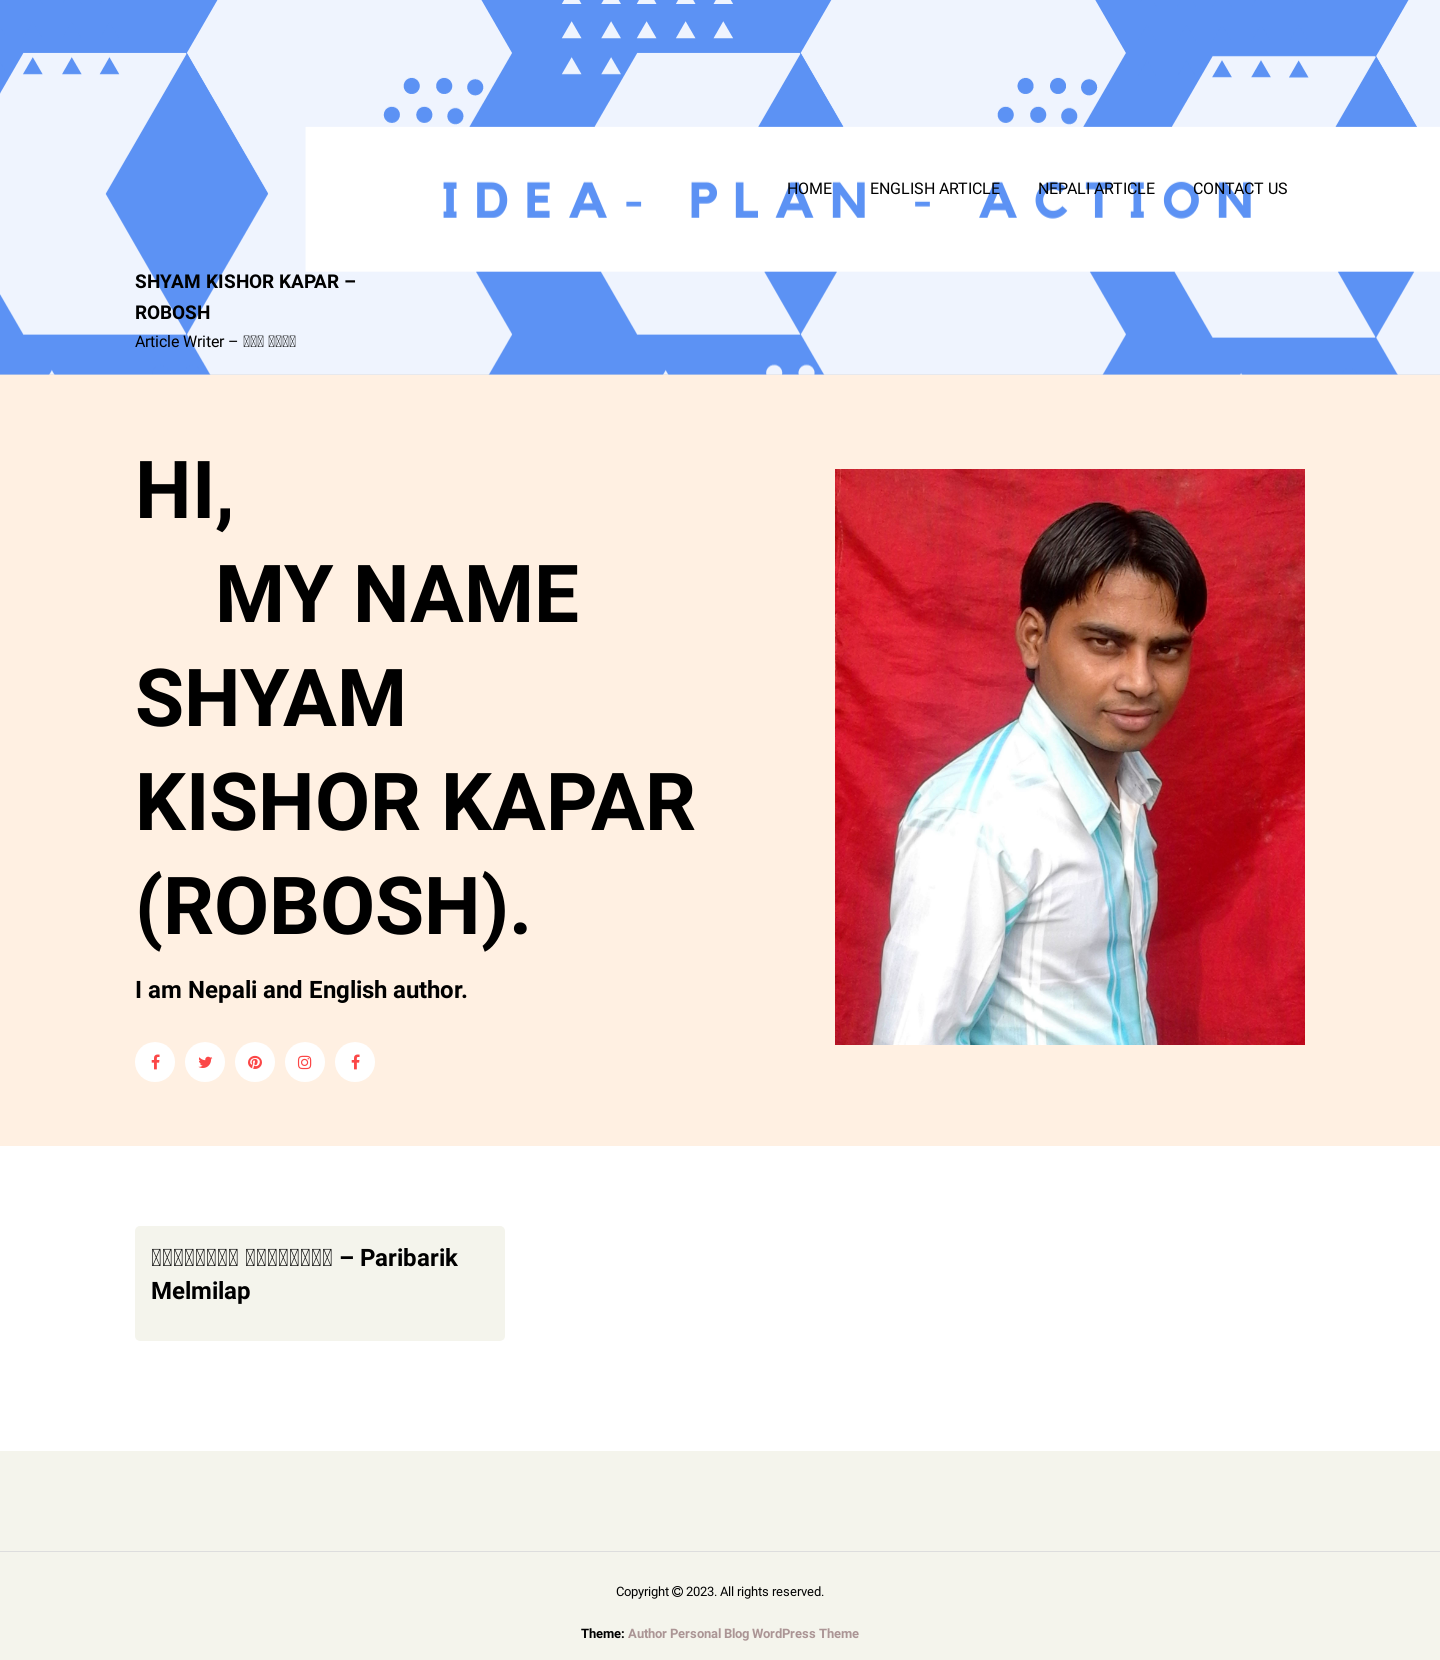 IDEA- PLAN - ACTION
HOME ENGLISH ARTICLE NEPALI ARTICLE CONTACT US
SHYAM KISHOR KAPAR –
ROBOSH
Article Writer –
HI,
MY NAME
SHYAM
KISHOR KAPAR
(ROBOSH).
I am Nepali and English author.
– Paribarik
Melmilap
Copyright © 2023. All rights reserved.
Theme: Author Personal Blog WordPress Theme